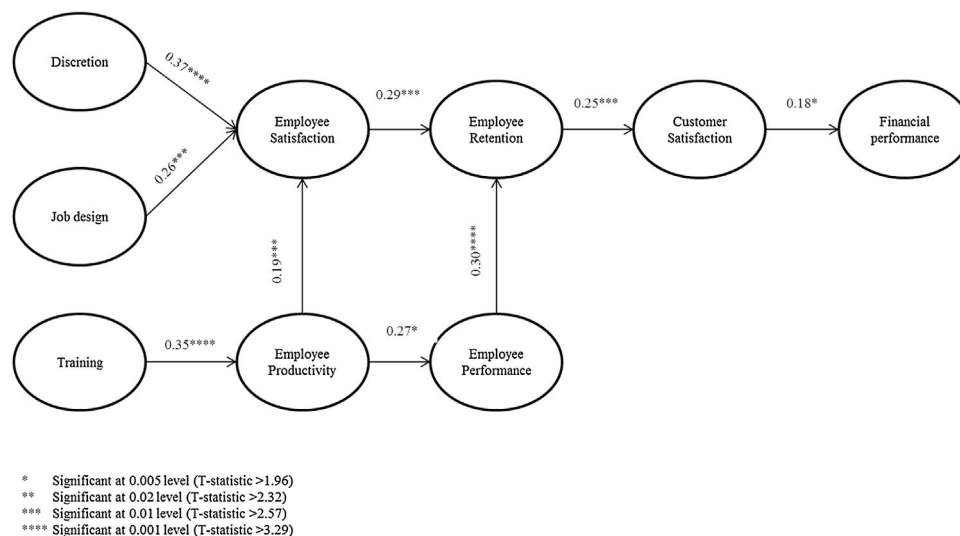 Discretion
0.37****
Employee
Satisfaction
0.29***
Employee
Retention
0.25***
Customer
Satisfaction
0.18*
Financial
performance
Job design
0.26***
0.19***
0.30****
Training
0.35****
Employee
Productivity
0.27*
Employee
Performance
* Significant at 0.005 level (T-statistic >1.96)
** Significant at 0.02 level (T-statistic >2.32)
*** Significant at 0.01 level (T-statistic >2.57)
**** Significant at 0.001 level (T-statistic >3.29)